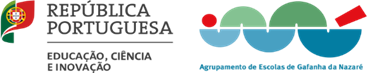 REPÚBLICA
PORTUGUESA
EDUCAÇÃO, CIÊNCIA
E INOVAÇÃO
Agrupamento de Escolas de Gafanha da Nazaré